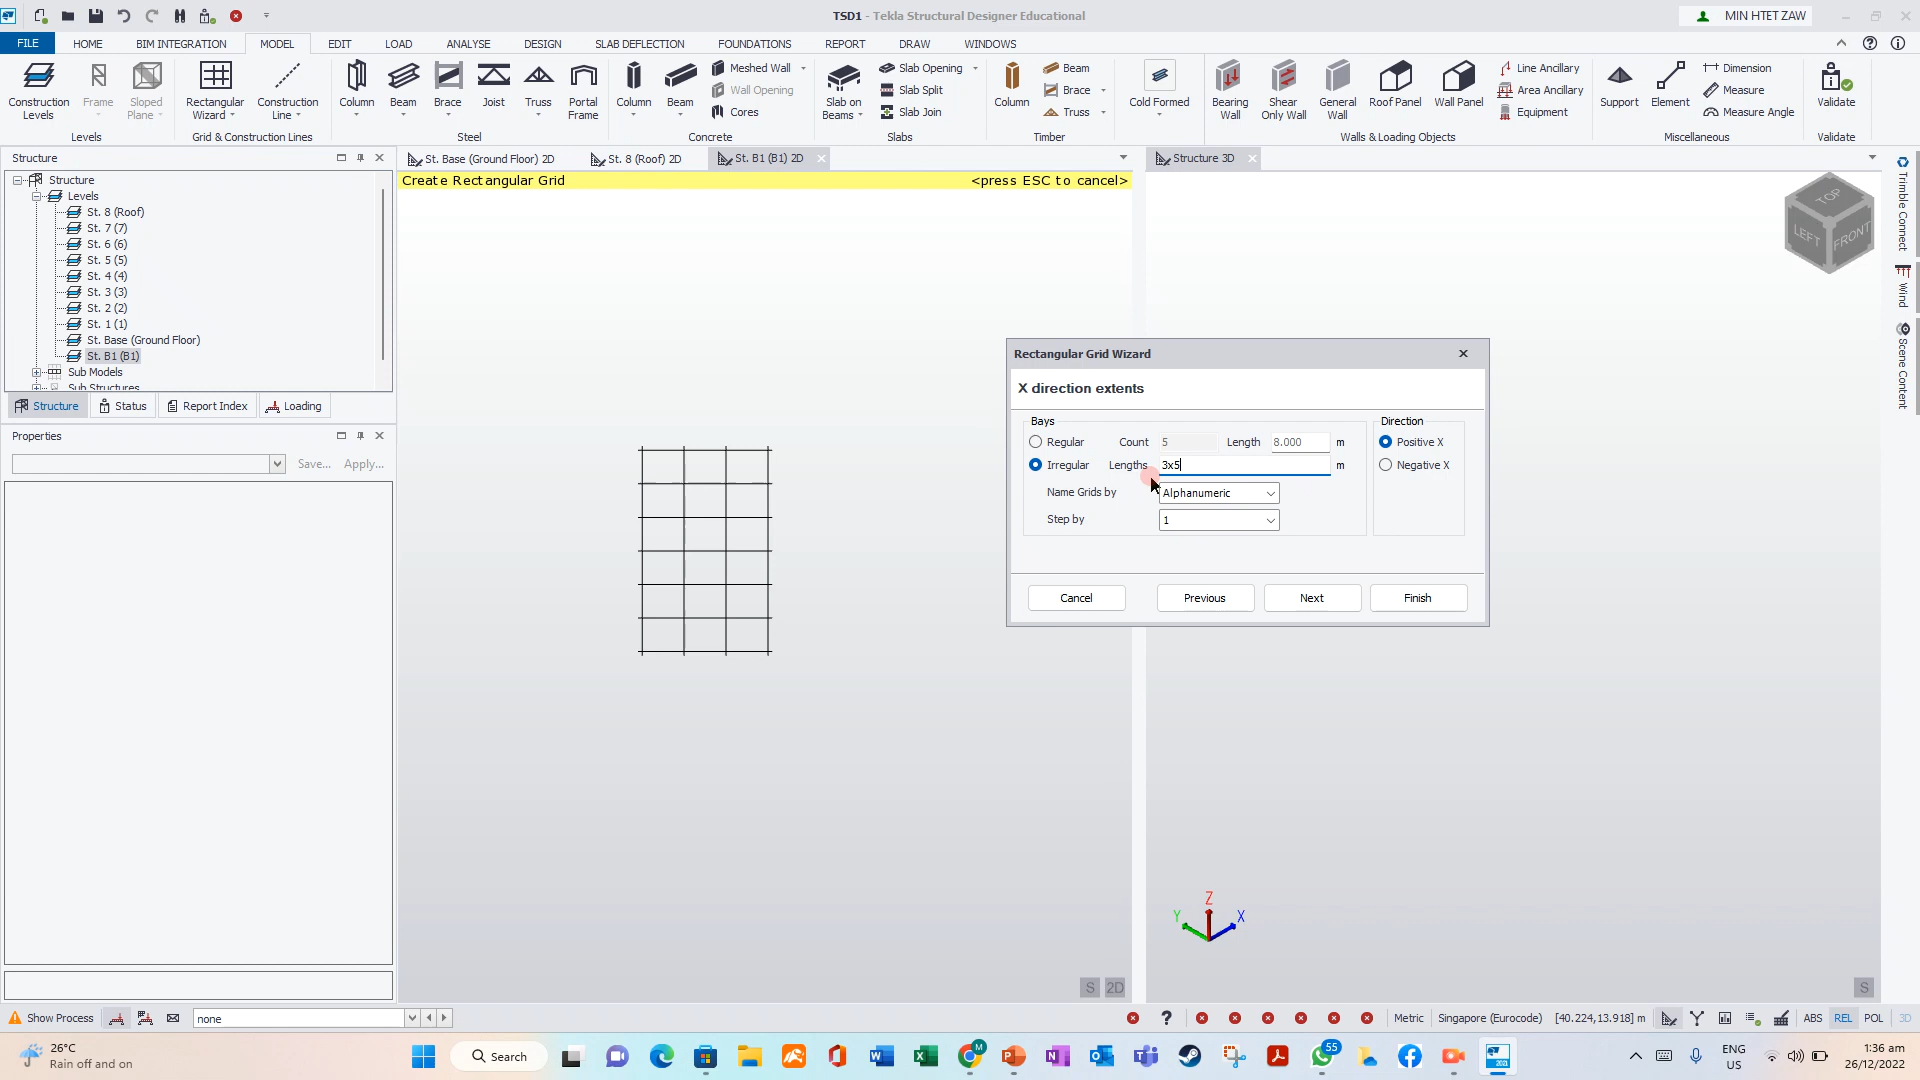 TSD1 - Tekla Structural Designer Educational
MIN HTET ZAW
FILE HOME BIM INTEGRATION MODEL EDIT LOAD ANALYSE DESIGN SLAB DEFLECTION FOUNDATIONS REPORT DRAW WINDOWS
Construction Levels
Frame
Sloped Plane
Levels
Rectangular Wizard
Construction Line
Grid & Construction Lines
Column
Beam
Brace
Joist
Truss
Portal Frame
Steel
Column
Beam
Meshed Wall
Wall Opening
Cores
Concrete
Slab on Beams
Slab Opening
Slab Split
Slab Join
Slabs
Column
Beam
Brace
Truss
Timber
Cold Formed
Bearing Wall
Shear Only Wall
General Wall
Roof Panel
Wall Panel
Line Ancillary
Area Ancillary
Equipment
Walls & Loading Objects
Support
Element
Dimension
Measure
Measure Angle
Miscellaneous
Validate
Validate
Structure
St. Base (Ground Floor) 2D
St. 8 (Roof) 2D
St. B1 (B1) 2D
Structure 3D
Create Rectangular Grid <press ESC to cancel>
Structure
Levels
St. 8 (Roof)
St. 7 (7)
St. 6 (6)
St. 5 (5)
St. 4 (4)
St. 3 (3)
St. 2 (2)
St. 1 (1)
St. Base (Ground Floor)
St. B1 (B1)
Sub Models
Sub Structures
Structure Status Report Index Loading
Properties
Save... Apply...
TOP
LEFT
FRONT
Trimble Connect
Wind
Scene Content
Rectangular Grid Wizard
X direction extents
Bays
Regular Count 5 Length 8.000 m
Irregular Lengths 3x5 m
Name Grids by Alphanumeric
Step by 1
Direction
Positive X
Negative X
Cancel Previous Next Finish
Z
Y
X
S 2D
S
Show Process none
Metric Singapore (Eurocode) [40.224,13.918] m ABS REL POL 3D
26°C
Rain off and on
Search
M
55
2021
ENG
US
1:36 am
26/12/2022